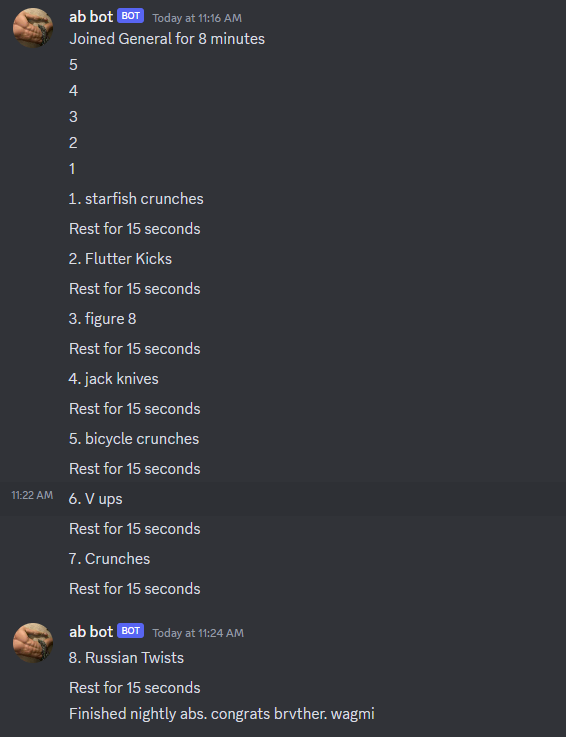 ab bot BOT Today at 11:16 AM
Joined General for 8 minutes
5
4
3
2
1
1. starfish crunches
Rest for 15 seconds
2. Flutter Kicks
Rest for 15 seconds
3. figure 8
Rest for 15 seconds
4. jack knives
Rest for 15 seconds
5. bicycle crunches
Rest for 15 seconds
11:22 AM 6. V ups
Rest for 15 seconds
7. Crunches
Rest for 15 seconds
ab bot BOT Today at 11:24 AM
8. Russian Twists
Rest for 15 seconds
Finished nightly abs. congrats brvther. wagmi